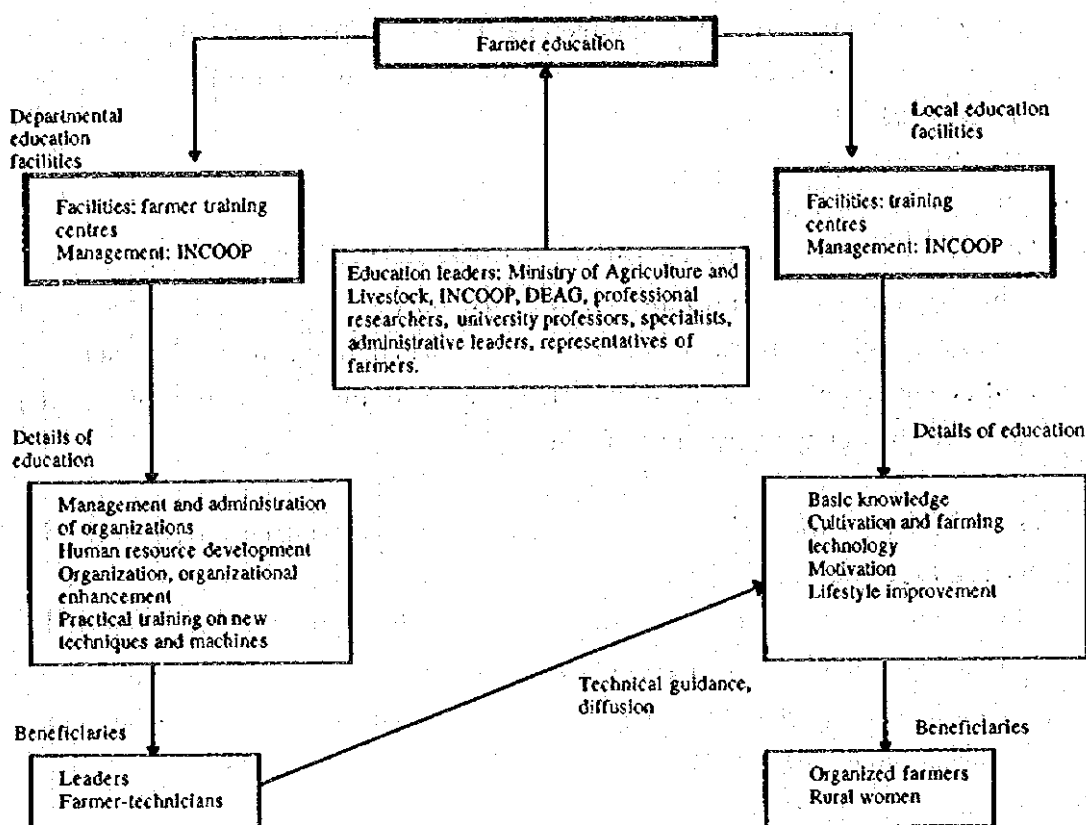 Farmer education
Departmental
education
facilities
Local education
facilities
Facilities: farmer training
centres
Management: INCOOP
Facilities: training
centres
Management: INCOOP
Education leaders: Ministry of Agriculture and
Livestock, INCOOP, DEAG, professional
researchers, university professors, specialists,
administrative leaders, representatives of
farmers.
Details of
education
Details of education
Management and administration
of organizations
Human resource development
Organization, organizational
enhancement
Practical training on new
techniques and machines
Basic knowledge
Cultivation and farming
technology
Motivation
Lifestyle improvement
Technical guidance,
diffusion
Beneficiaries
Beneficiaries
Leaders
Farmer-technicians
Organized farmers
Rural women